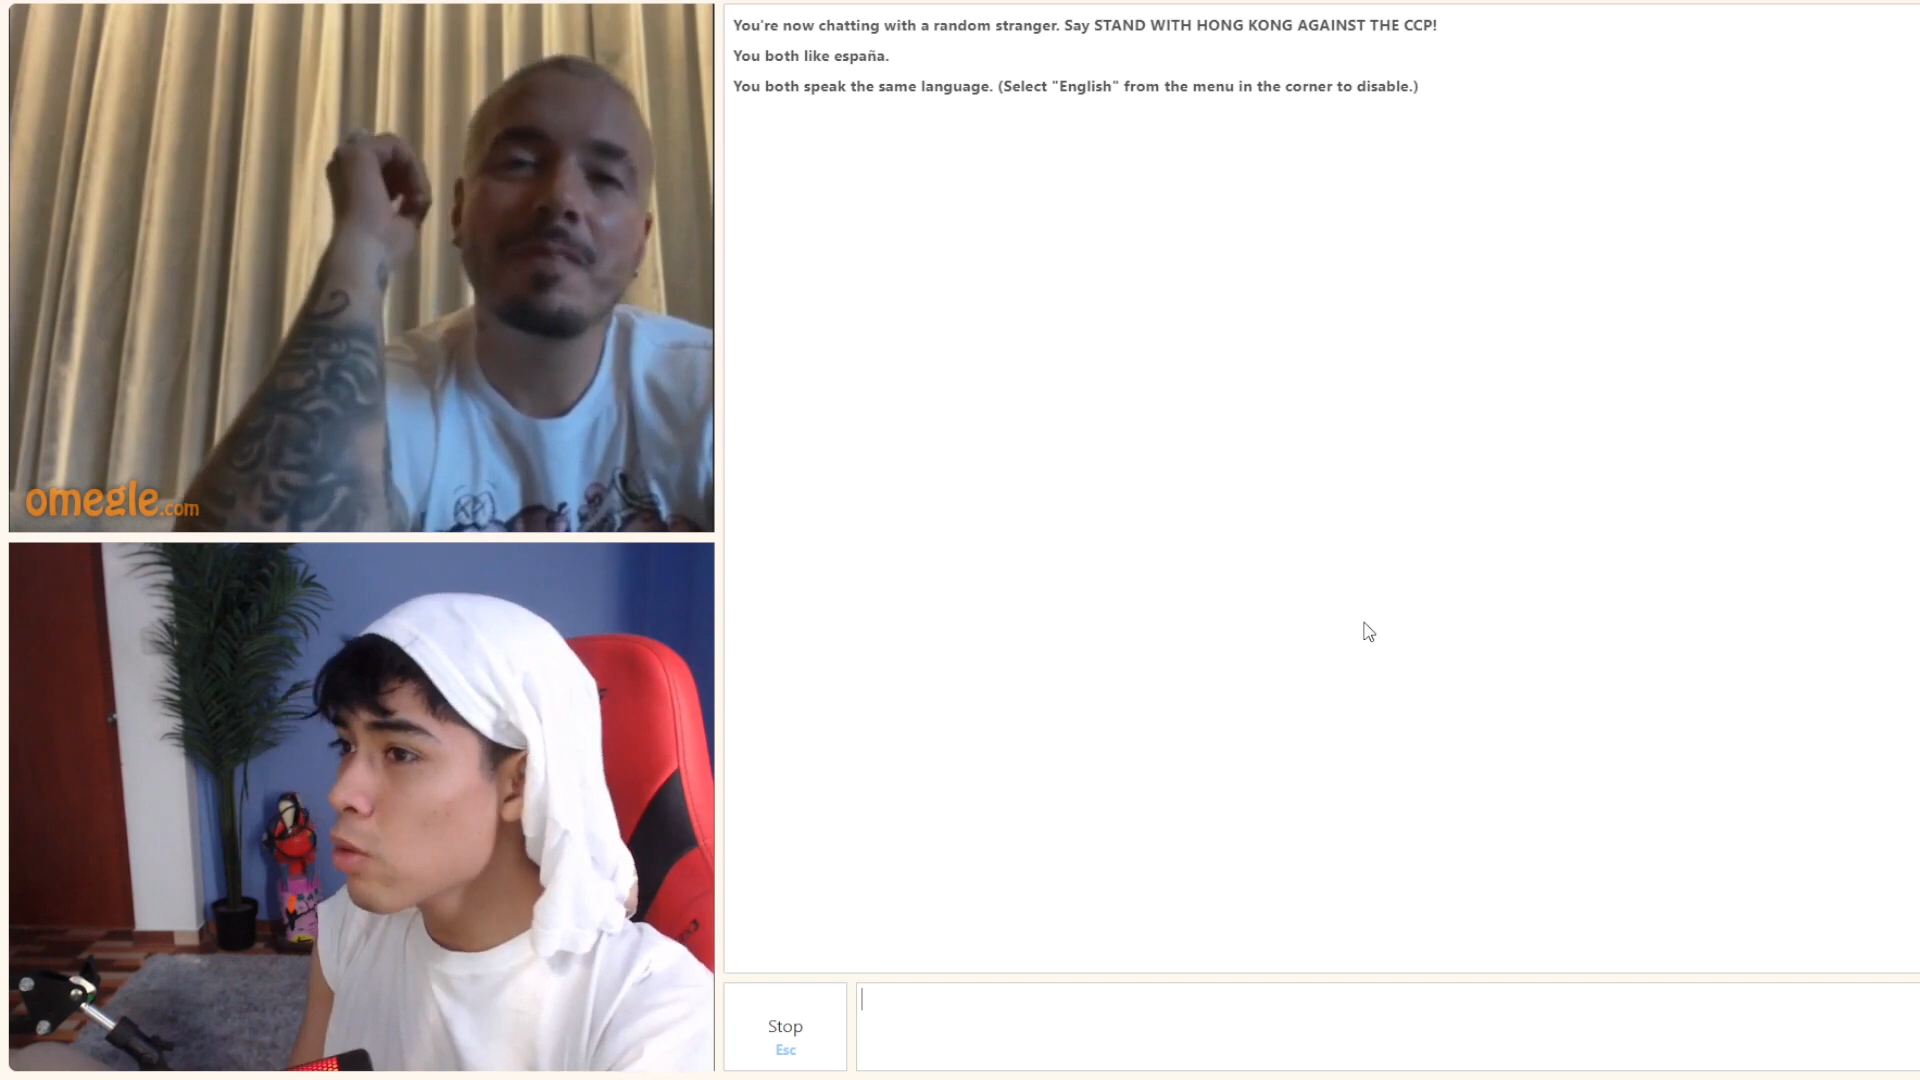 You're now chatting with a random stranger. Say STAND WITH HONG KONG AGAINST THE CCP!
You both like españa.
You both speak the same language. (Select "English" from the menu in the corner to disable.)
omegle.com
Stop
Esc